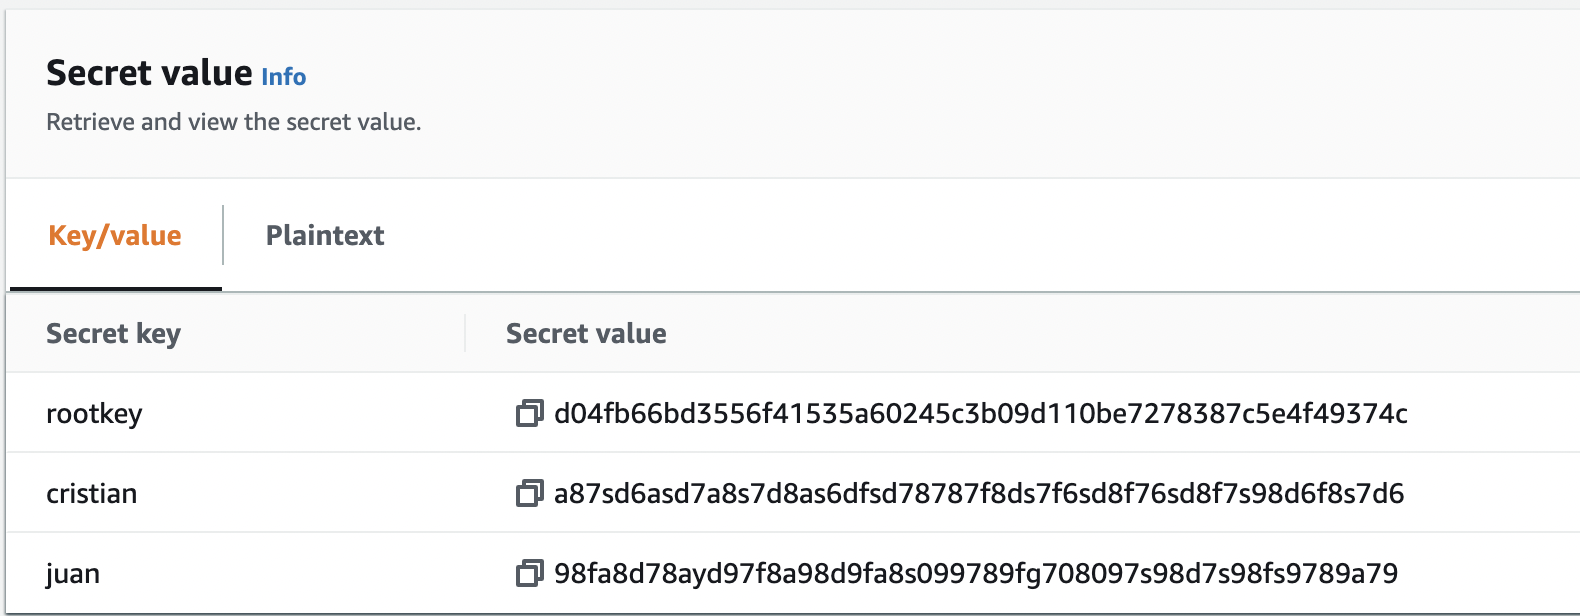 Secret value Info
Retrieve and view the secret value.
Key/value Plaintext
Secret key Secret value
rootkey d04fb66bd3556f41535a60245c3b09d110be7278387c5e4f49374c
cristian a87sd6asd7a8s7d8as6dfsd78787f8ds7f6sd8f76sd8f7s98d6f8s7d6
juan 98fa8d78ayd97f8a98d9fa8s099789fg708097s98d7s98fs9789a79